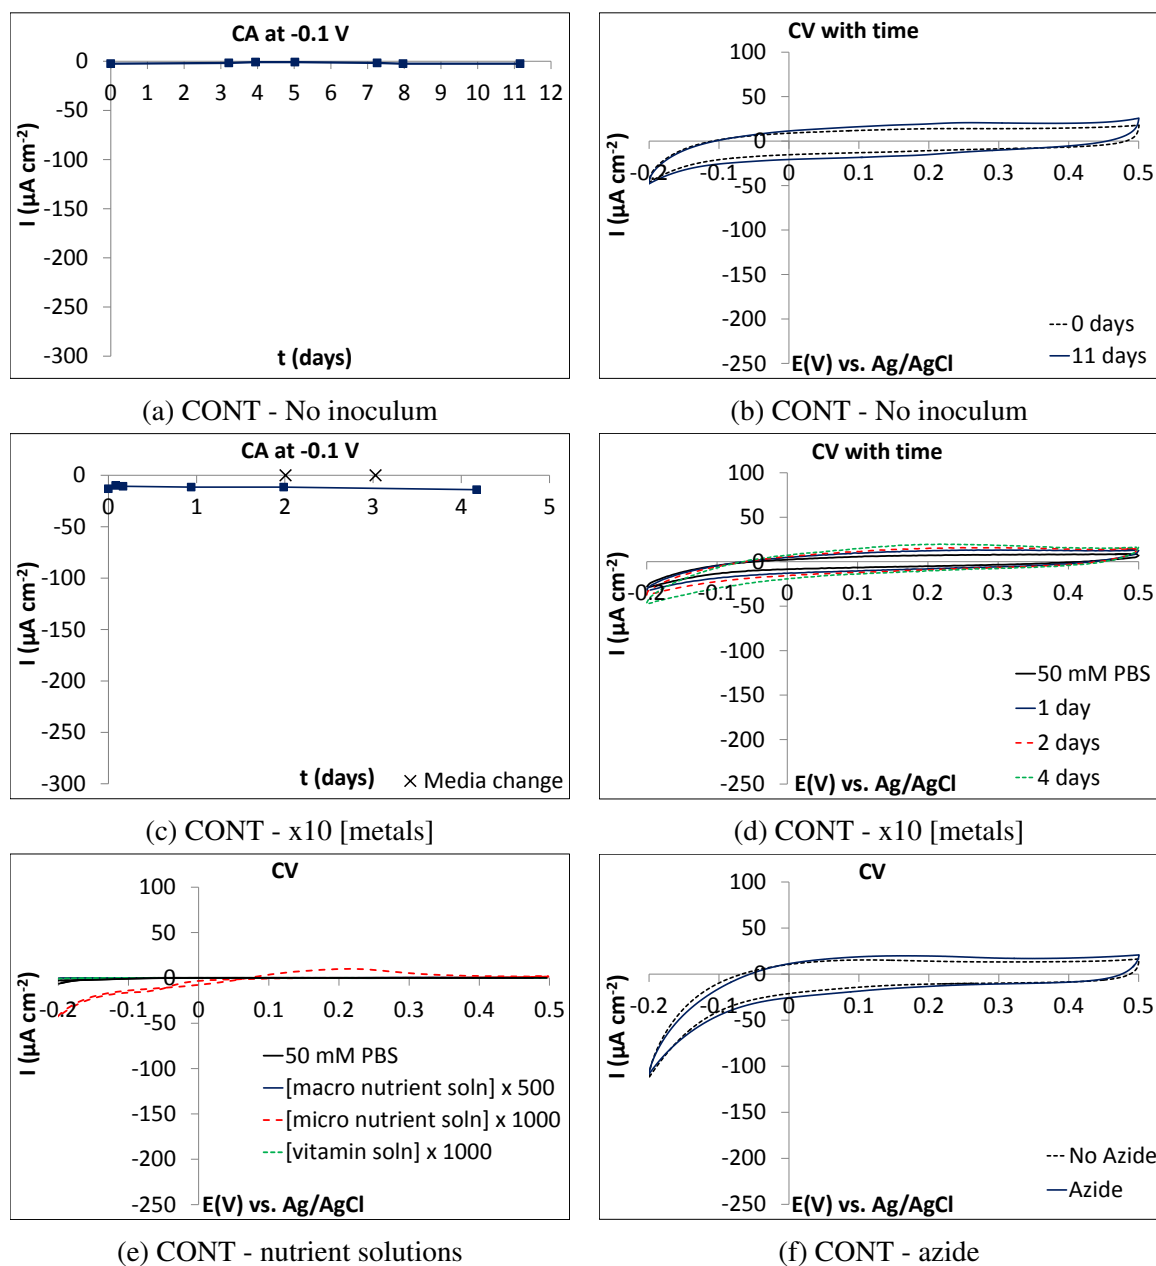 CA at -0.1 V
0
-50
-100
-150
-200
-250
-300
0 1 2 3 4 5 6 7 8 9 10 11 12
I (µA cm-2)
t (days)
(a) CONT - No inoculum
CV with time
100
50
0
-50
-100
-150
-200
-250
-0.2 -0.1 0 0.1 0.2 0.3 0.4 0.5
I (µA cm-2)
0 days
11 days
E(V) vs. Ag/AgCl
(b) CONT - No inoculum
CA at -0.1 V
0
-50
-100
-150
-200
-250
-300
0 1 2 3 4 5
I (µA cm-2)
t (days)
× Media change
(c) CONT - x10 [metals]
CV with time
100
50
0
-50
-100
-150
-200
-250
-0.2 -0.1 0 0.1 0.2 0.3 0.4 0.5
I (µA cm-2)
50 mM PBS
1 day
2 days
4 days
E(V) vs. Ag/AgCl
(d) CONT - x10 [metals]
CV
100
50
0
-50
-100
-150
-200
-250
-0.2 -0.1 0 0.1 0.2 0.3 0.4 0.5
I (µA cm-2)
50 mM PBS
[macro nutrient soln] x 500
[micro nutrient soln] x 1000
[vitamin soln] x 1000
E(V) vs. Ag/AgCl
(e) CONT - nutrient solutions
CV
100
50
0
-50
-100
-150
-200
-250
-0.2 -0.1 0 0.1 0.2 0.3 0.4 0.5
I (µA cm-2)
No Azide
Azide
E(V) vs. Ag/AgCl
(f) CONT - azide